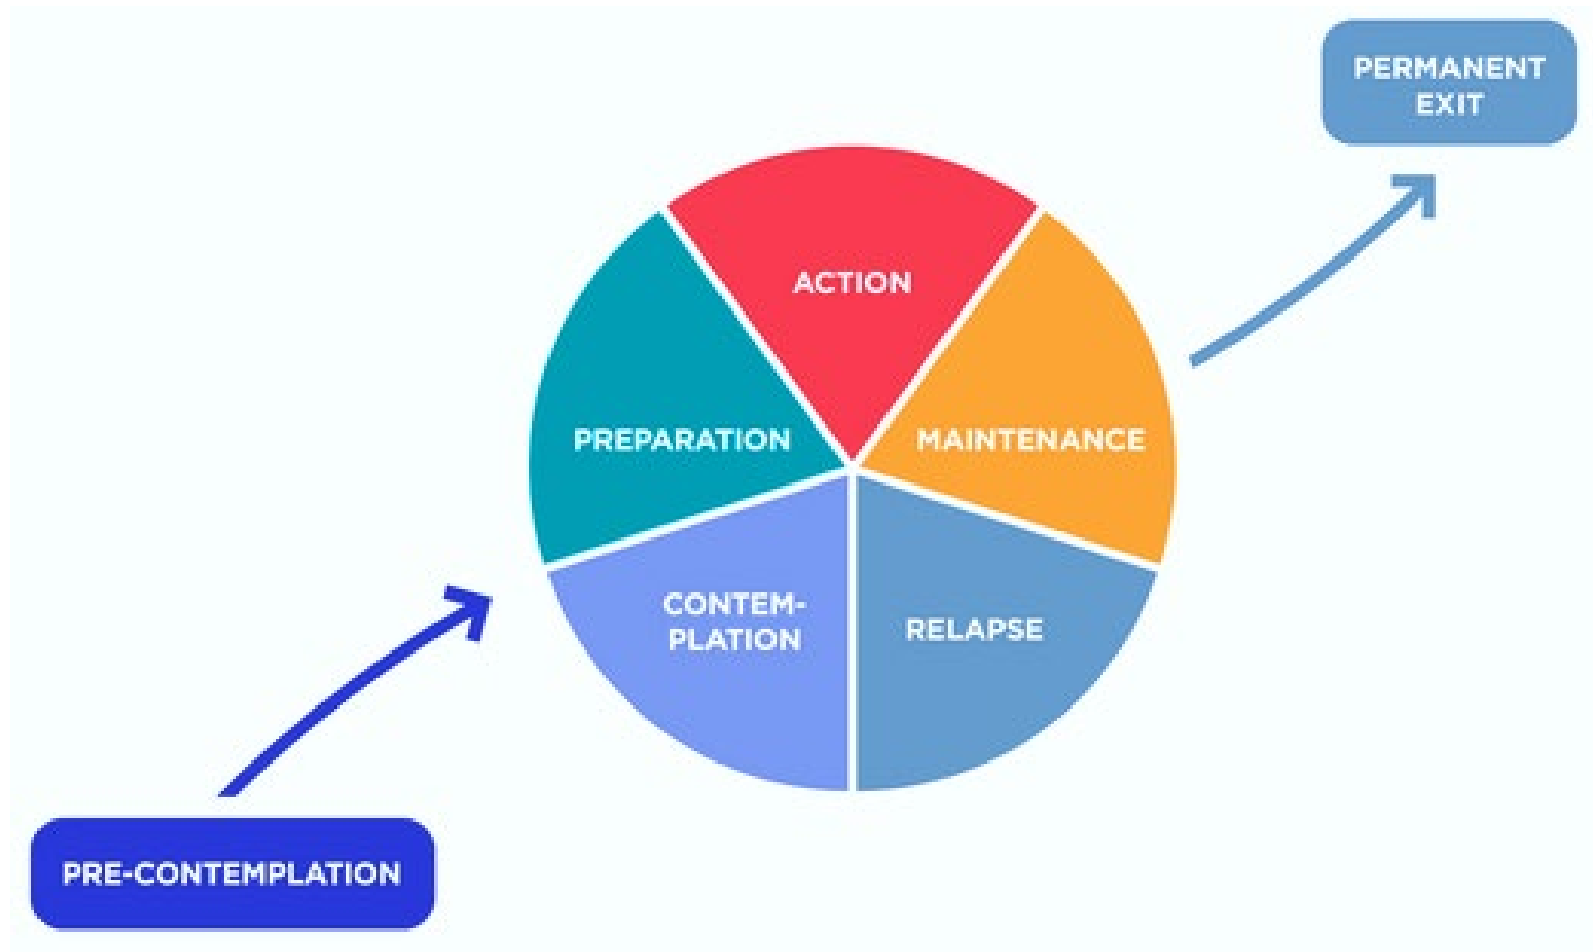 PERMANENT
EXIT
ACTION
PREPARATION
MAINTENANCE
CONTEM-
PLATION
RELAPSE
PRE-CONTEMPLATION